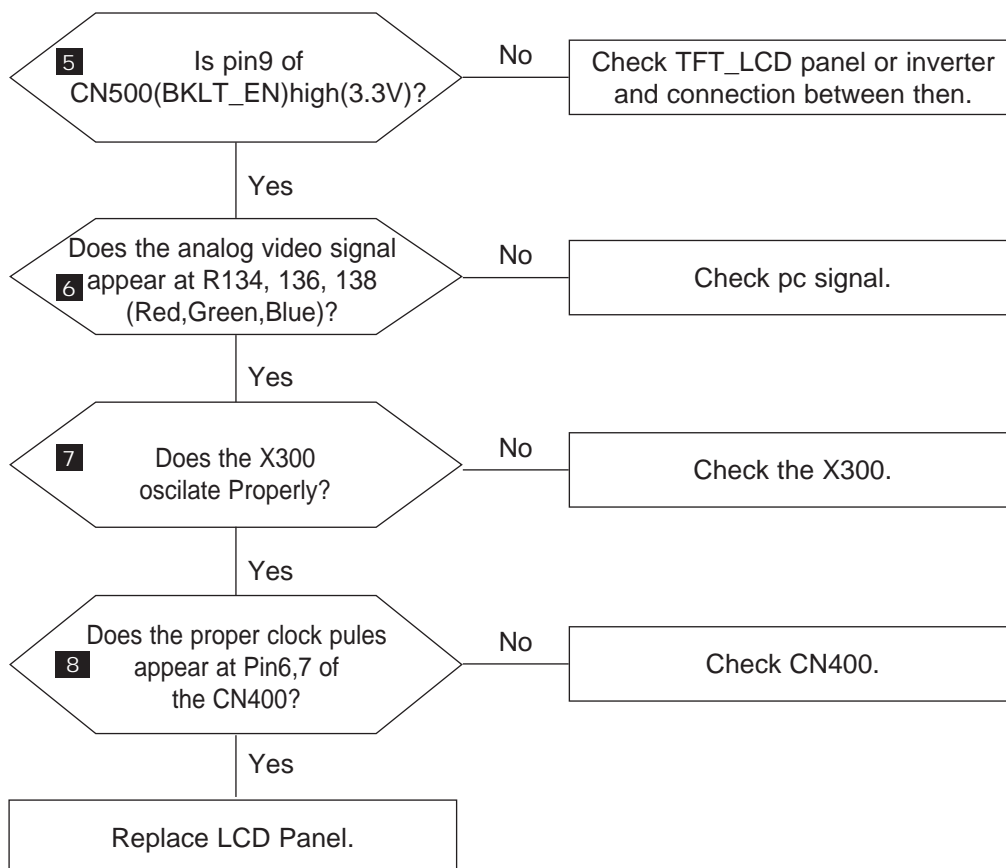 5
Is pin9 of
CN500(BKLT_EN)high(3.3V)?
No
Check TFT_LCD panel or inverter
and connection between then.
Yes
6
Does the analog video signal
appear at R134, 136, 138
(Red,Green,Blue)?
No
Check pc signal.
Yes
7
Does the X300
oscilate Properly?
No
Check the X300.
Yes
8
Does the proper clock pules
appear at Pin6,7 of
the CN400?
No
Check CN400.
Yes
Replace LCD Panel.